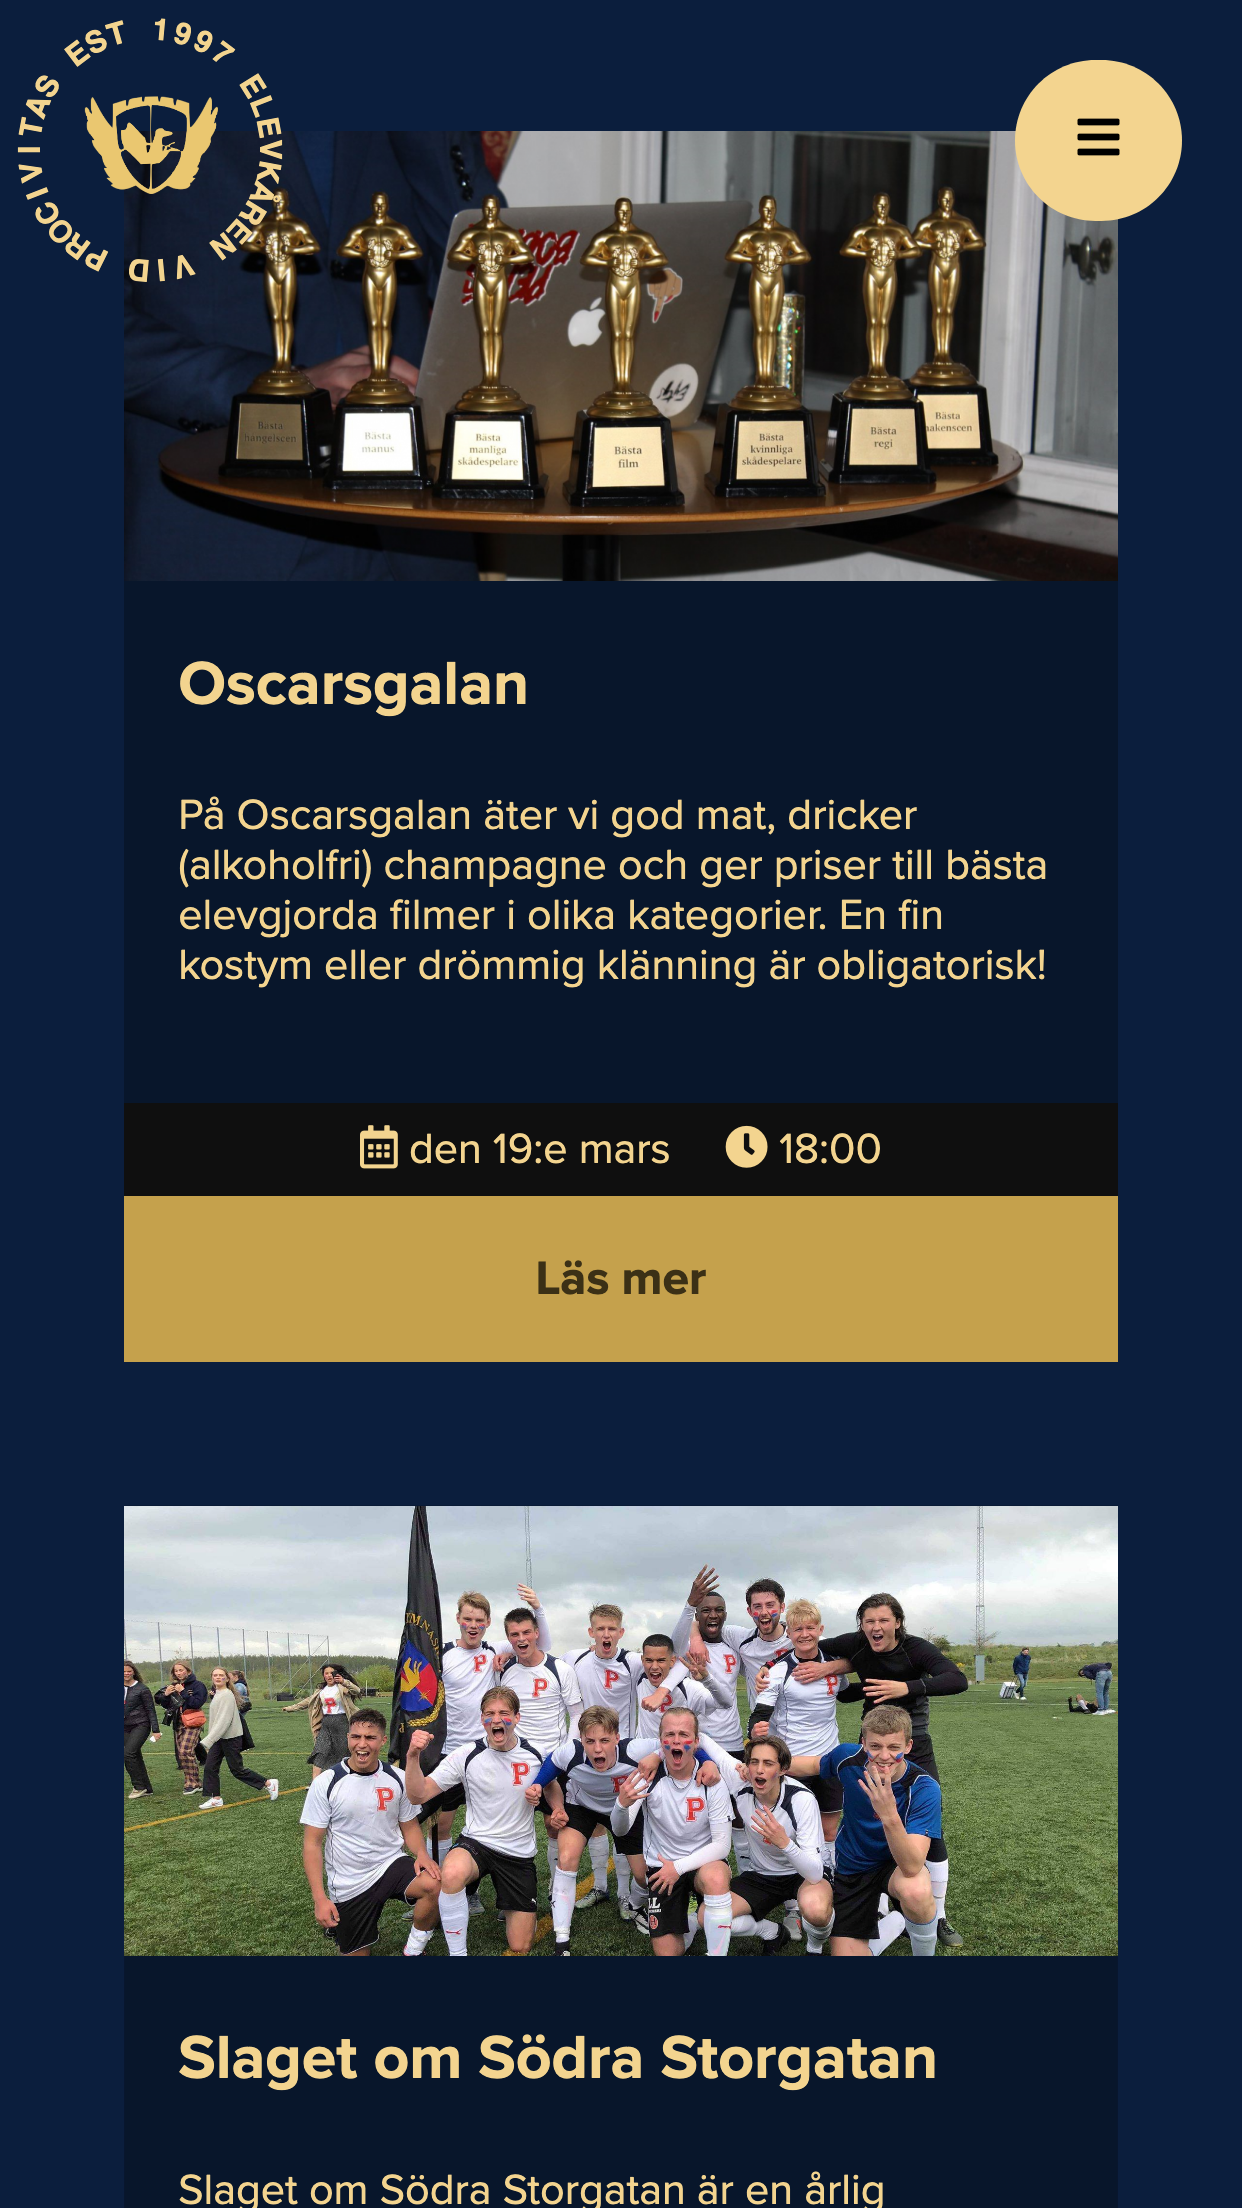 EST 1997 ELEVKÅREN VID PROCIVITAS
Bästa
hängelscen
Bästa
manus
Bästa
manliga
skådespelare
Bästa
film
Bästa
kvinnliga
skådespelare
Bästa
regi
Bästa
Oscarsgalan
På Oscarsgalan äter vi god mat, dricker
(alkoholfri) champagne och ger priser till bästa
elevgjorda filmer i olika kategorier. En fin
kostym eller drömmig klänning är obligatorisk!
den 19:e mars 18:00
Läs mer
P
P
P
P
P
P
P
P
P
Slaget om Södra Storgatan
Slaget om Södra Storgatan är en årlig